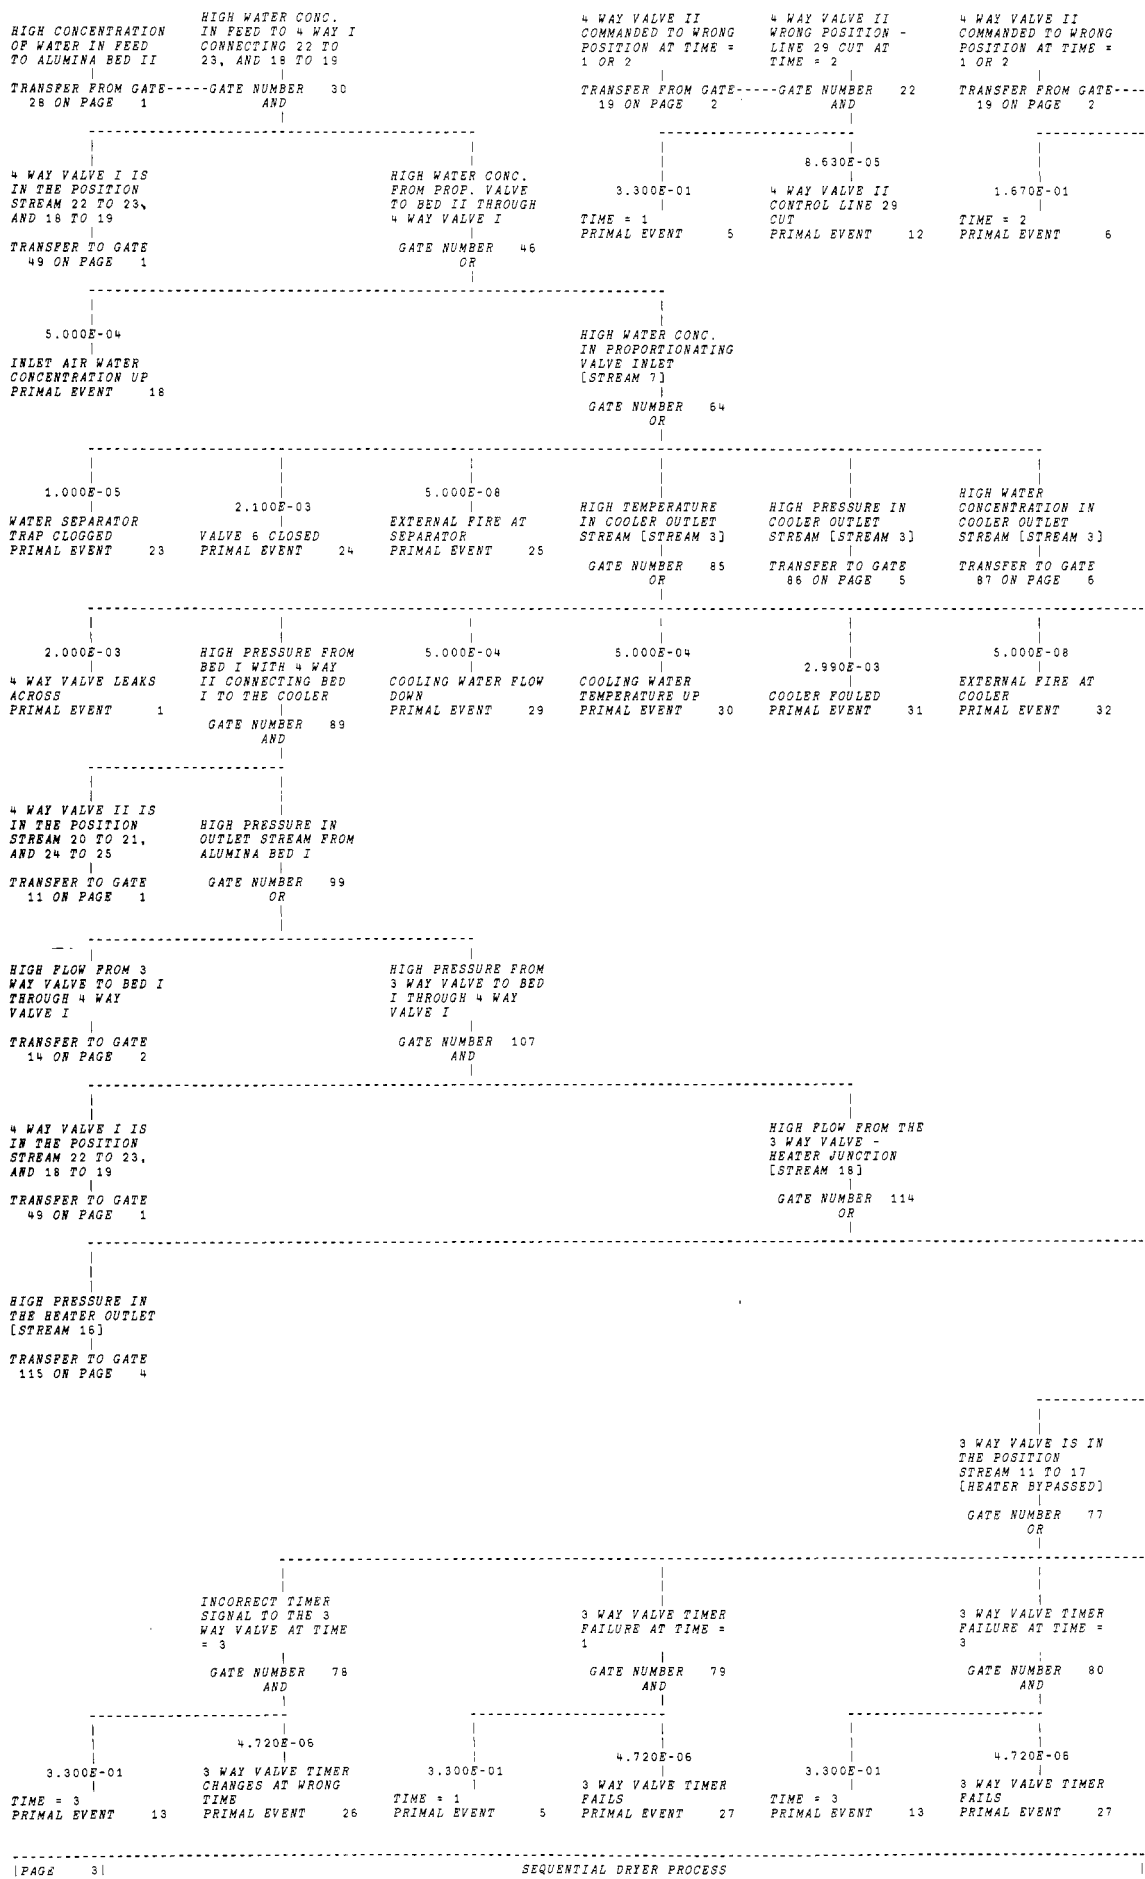 HIGH CONCENTRATION
OF WATER IN FEED
TO ALUMINA BED II
TRANSFER FROM GATE-----GATE NUMBER 30
28 ON PAGE 1
HIGH WATER CONC.
IN FEED TO 4 WAY I
CONNECTING 22 TO
23, AND 18 TO 19
AND
4 WAY VALVE II
COMMANDED TO WRONG
POSITION AT TIME =
1 OR 2
TRANSFER FROM GATE-----GATE NUMBER 22
19 ON PAGE 2
4 WAY VALVE II
WRONG POSITION -
LINE 29 CUT AT
TIME = 2
AND
4 WAY VALVE II
COMMANDED TO WRONG
POSITION AT TIME =
1 OR 2
TRANSFER FROM GATE----
19 ON PAGE 2
4 WAY VALVE I IS
IN THE POSITION
STREAM 22 TO 23,
AND 18 TO 19
TRANSFER TO GATE
49 ON PAGE 1
HIGH WATER CONC.
FROM PROP. VALVE
TO BED II THROUGH
4 WAY VALVE I
GATE NUMBER 46
OR
3.300E-01
TIME = 1
PRIMAL EVENT 5
8.630E-05
4 WAY VALVE II
CONTROL LINE 29
CUT
PRIMAL EVENT 12
1.670E-01
TIME = 2
PRIMAL EVENT 6
5.000E-04
INLET AIR WATER
CONCENTRATION UP
PRIMAL EVENT 18
HIGH WATER CONC.
IN PROPORTIONATING
VALVE INLET
[STREAM 7]
GATE NUMBER 64
OR
1.000E-05
WATER SEPARATOR
TRAP CLOGGED
PRIMAL EVENT 23
2.100E-03
VALVE 6 CLOSED
PRIMAL EVENT 24
5.000E-08
EXTERNAL FIRE AT
SEPARATOR
PRIMAL EVENT 25
HIGH TEMPERATURE
IN COOLER OUTLET
STREAM [STREAM 3]
GATE NUMBER 85
OR
HIGH PRESSURE IN
COOLER OUTLET
STREAM [STREAM 3]
TRANSFER TO GATE
86 ON PAGE 5
HIGH WATER
CONCENTRATION IN
COOLER OUTLET
STREAM [STREAM 3]
TRANSFER TO GATE
87 ON PAGE 6
2.000E-03
4 WAY VALVE LEAKS
ACROSS
PRIMAL EVENT 1
HIGH PRESSURE FROM
BED I WITH 4 WAY
II CONNECTING BED
I TO THE COOLER
GATE NUMBER 89
AND
5.000E-04
COOLING WATER FLOW
DOWN
PRIMAL EVENT 29
5.000E-04
COOLING WATER
TEMPERATURE UP
PRIMAL EVENT 30
2.990E-03
COOLER FOULED
PRIMAL EVENT 31
5.000E-08
EXTERNAL FIRE AT
COOLER
PRIMAL EVENT 32
4 WAY VALVE II IS
IN THE POSITION
STREAM 20 TO 21,
AND 24 TO 25
TRANSFER TO GATE
11 ON PAGE 1
HIGH PRESSURE IN
OUTLET STREAM FROM
ALUMINA BED I
GATE NUMBER 99
OR
HIGH FLOW FROM 3
WAY VALVE TO BED I
THROUGH 4 WAY
VALVE I
TRANSFER TO GATE
14 ON PAGE 2
HIGH PRESSURE FROM
3 WAY VALVE TO BED
I THROUGH 4 WAY
VALVE I
GATE NUMBER 107
AND
4 WAY VALVE I IS
IN THE POSITION
STREAM 22 TO 23,
AND 18 TO 19
TRANSFER TO GATE
49 ON PAGE 1
HIGH FLOW FROM THE
3 WAY VALVE -
HEATER JUNCTION
[STREAM 18]
GATE NUMBER 114
OR
HIGH PRESSURE IN
THE HEATER OUTLET
[STREAM 16]
TRANSFER TO GATE
115 ON PAGE 4
3 WAY VALVE IS IN
THE POSITION
STREAM 11 TO 17
[HEATER BYPASSED]
GATE NUMBER 77
OR
INCORRECT TIMER
SIGNAL TO THE 3
WAY VALVE AT TIME
= 3
GATE NUMBER 78
AND
3 WAY VALVE TIMER
FAILURE AT TIME =
1
GATE NUMBER 79
AND
3 WAY VALVE TIMER
FAILURE AT TIME =
3
GATE NUMBER 80
AND
3.300E-01
TIME = 3
PRIMAL EVENT 13
4.720E-06
3 WAY VALVE TIMER
CHANGES AT WRONG
TIME
PRIMAL EVENT 26
3.300E-01
TIME = 1
PRIMAL EVENT 5
4.720E-06
3 WAY VALVE TIMER
FAILS
PRIMAL EVENT 27
3.300E-01
TIME = 3
PRIMAL EVENT 13
4.720E-06
3 WAY VALVE TIMER
FAILS
PRIMAL EVENT 27
|PAGE 3| SEQUENTIAL DRYER PROCESS